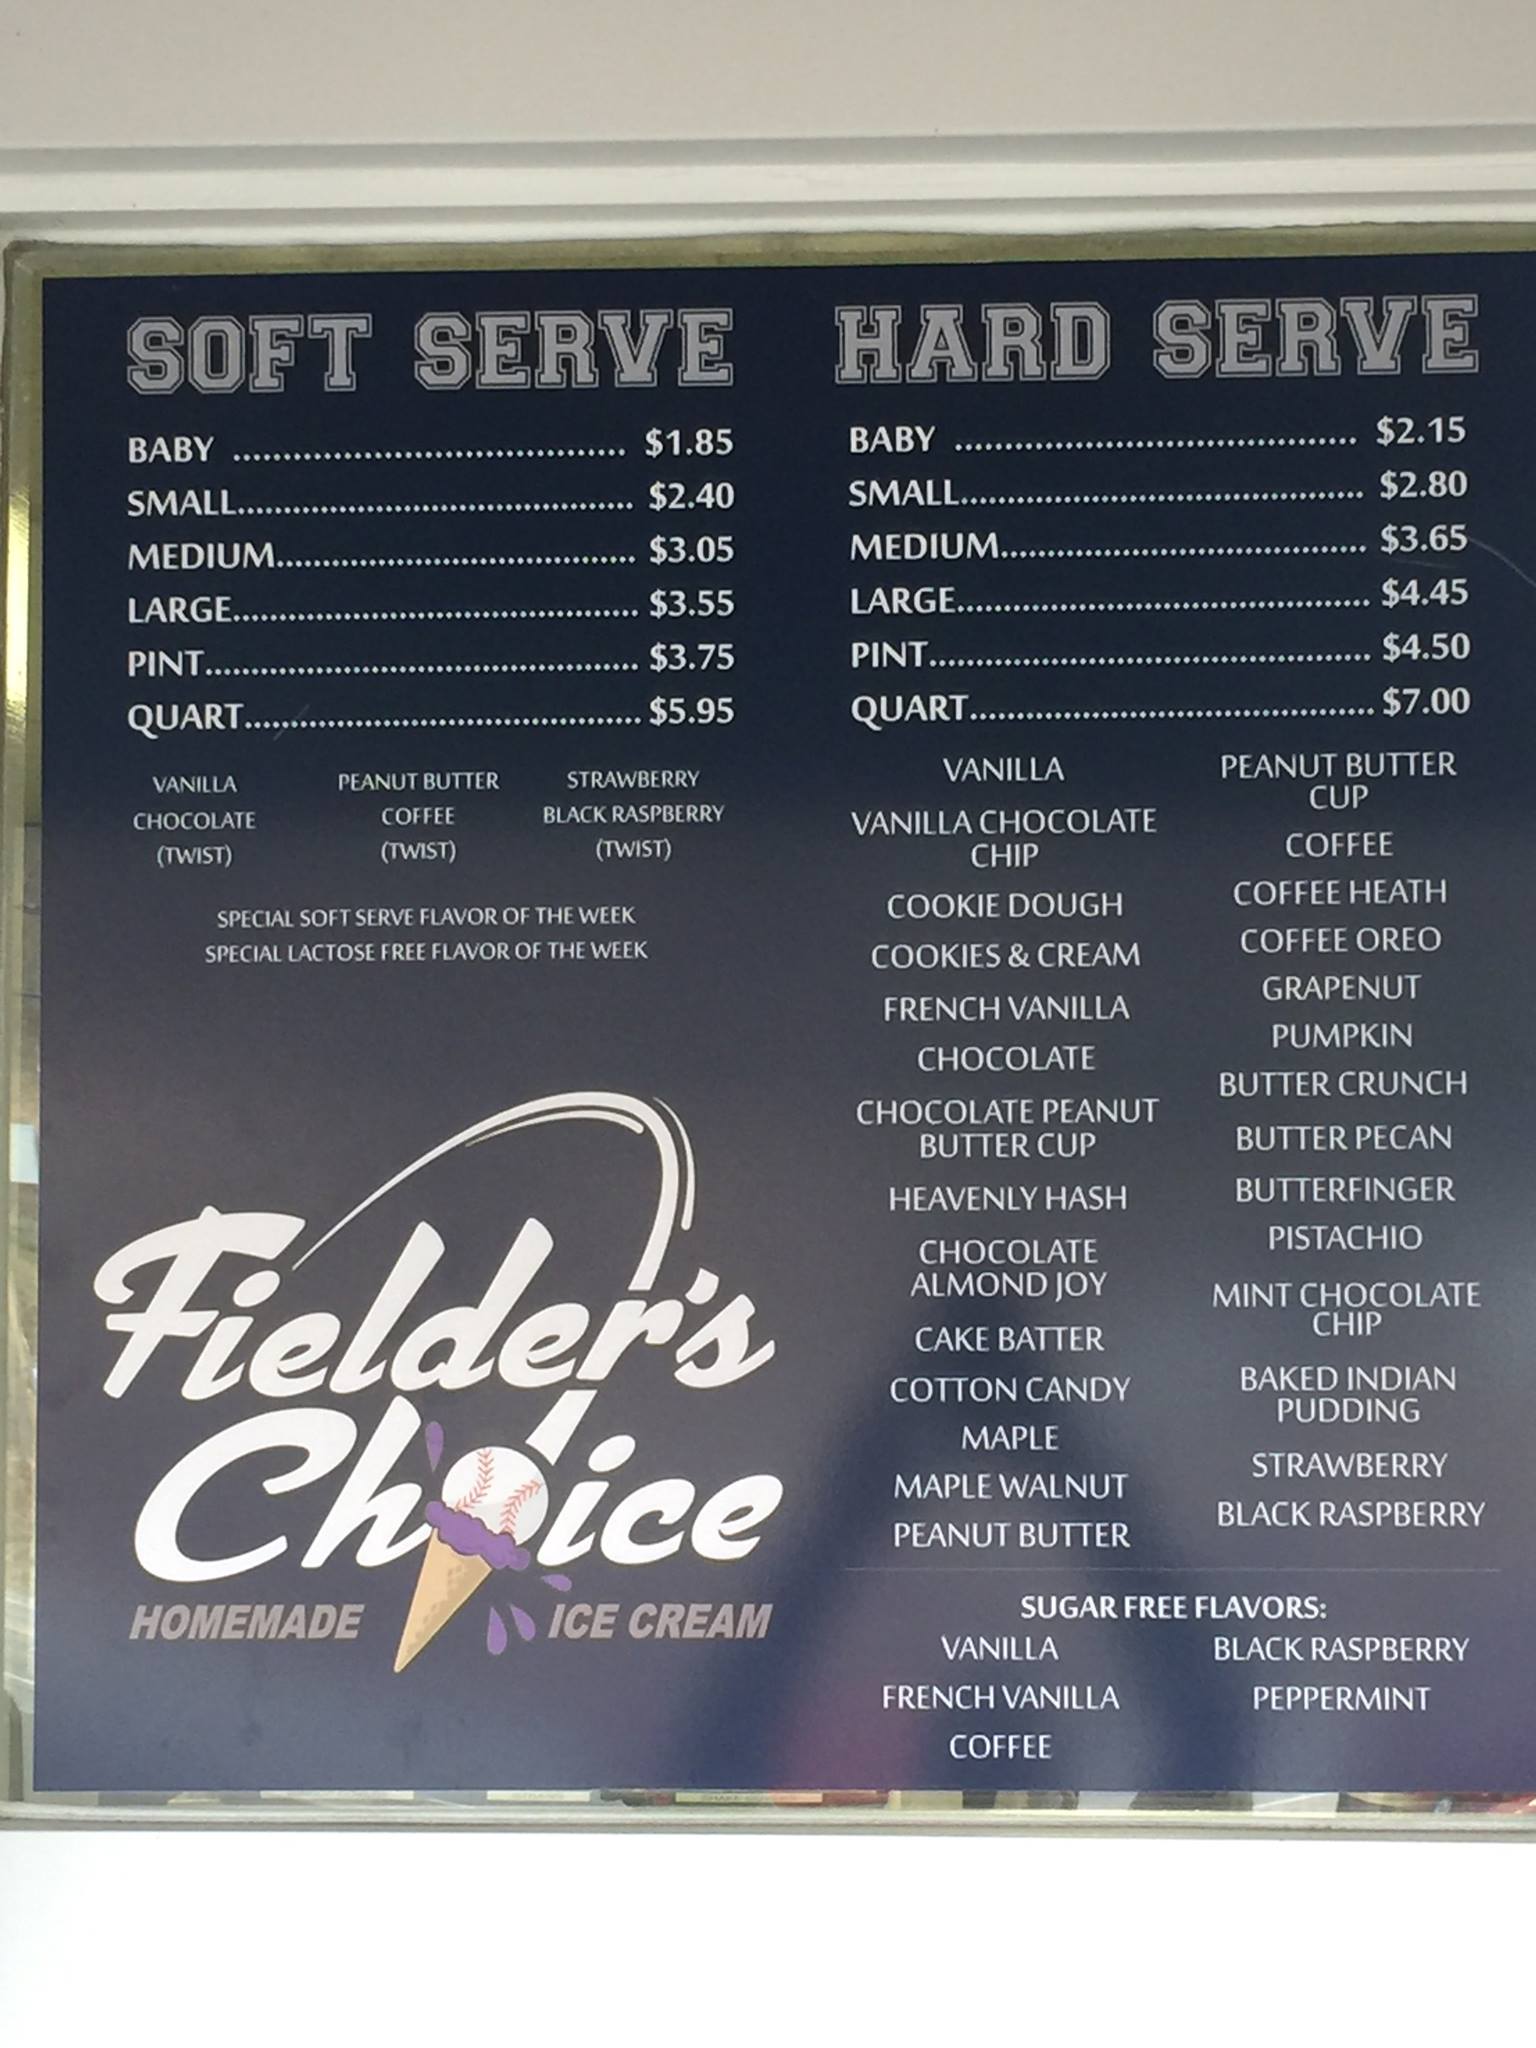 SOFT SERVE
BABY ....................................... $1.85
SMALL....................................... $2.40
MEDIUM.................................... $3.05
LARGE........................................ $3.55
PINT........................................... $3.75
QUART....................................... $5.95
VANILLA
CHOCOLATE
(TWIST)
PEANUT BUTTER
COFFEE
(TWIST)
STRAWBERRY
BLACK RASPBERRY
(TWIST)
SPECIAL SOFT SERVE FLAVOR OF THE WEEK
SPECIAL LACTOSE FREE FLAVOR OF THE WEEK
Fielder's
Choice
HOMEMADE ICE CREAM
HARD SERVE
BABY ........................................ $2.15
SMALL........................................ $2.80
MEDIUM.................................... $3.65
LARGE......................................... $4.45
PINT............................................ $4.50
QUART........................................ $7.00
VANILLA
VANILLA CHOCOLATE
CHIP
COOKIE DOUGH
COOKIES & CREAM
FRENCH VANILLA
CHOCOLATE
CHOCOLATE PEANUT
BUTTER CUP
HEAVENLY HASH
CHOCOLATE
ALMOND JOY
CAKE BATTER
COTTON CANDY
MAPLE
MAPLE WALNUT
PEANUT BUTTER
PEANUT BUTTER
CUP
COFFEE
COFFEE HEATH
COFFEE OREO
GRAPENUT
PUMPKIN
BUTTER CRUNCH
BUTTER PECAN
BUTTERFINGER
PISTACHIO
MINT CHOCOLATE
CHIP
BAKED INDIAN
PUDDING
STRAWBERRY
BLACK RASPBERRY
SUGAR FREE FLAVORS:
VANILLA
FRENCH VANILLA
COFFEE
BLACK RASPBERRY
PEPPERMINT